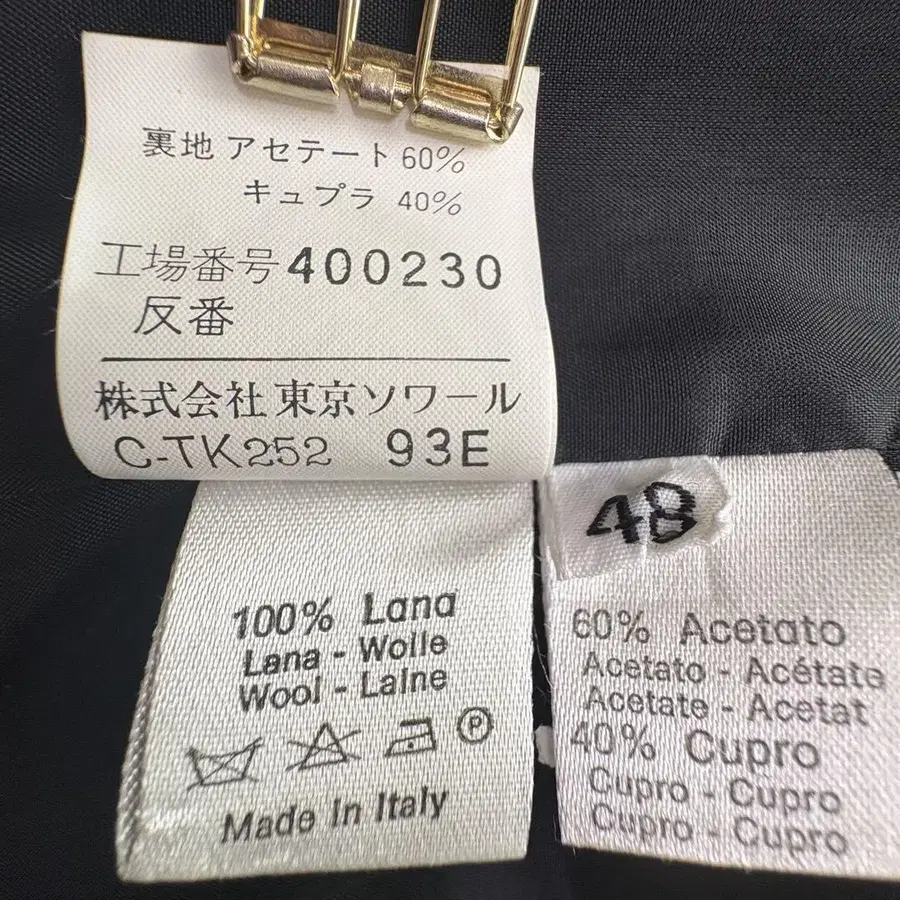 裏地 アセテート 60%
キュプラ 40%
工場番号 400230
反番
株式会社 東京ソワール
C-TK252 93E
100% Lana
Lana - Wolle
Wool - Laine
P
Made In Italy
48
60% Acetato
Acetato - Acétate
Acetate - Acetat
40% Cupro
Cupro - Cupro
Cupro - Cupro